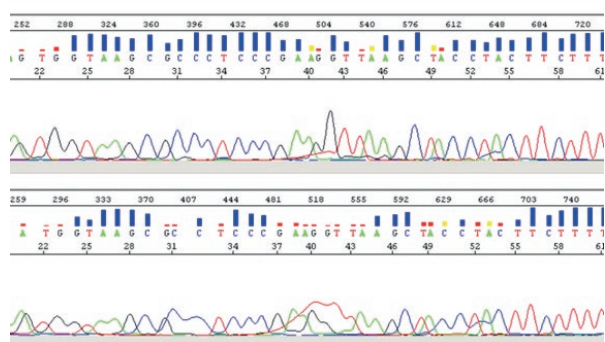 252 288 324 360 396 432 468 504 540 576 612 648 684 720
G T G G T A A G C G C C C T C C C G A A G G T T A A G C T A C C T A C T T C T T T
22 25 28 31 34 37 40 43 46 49 52 55 58 61
259 296 333 370 407 444 481 518 555 592 629 666 703 740
A T G G T A A G C G C C T C C C G A A G G T T A A G C T A C C T A C T T C T T T T
22 25 28 31 34 37 40 43 46 49 52 55 58 61